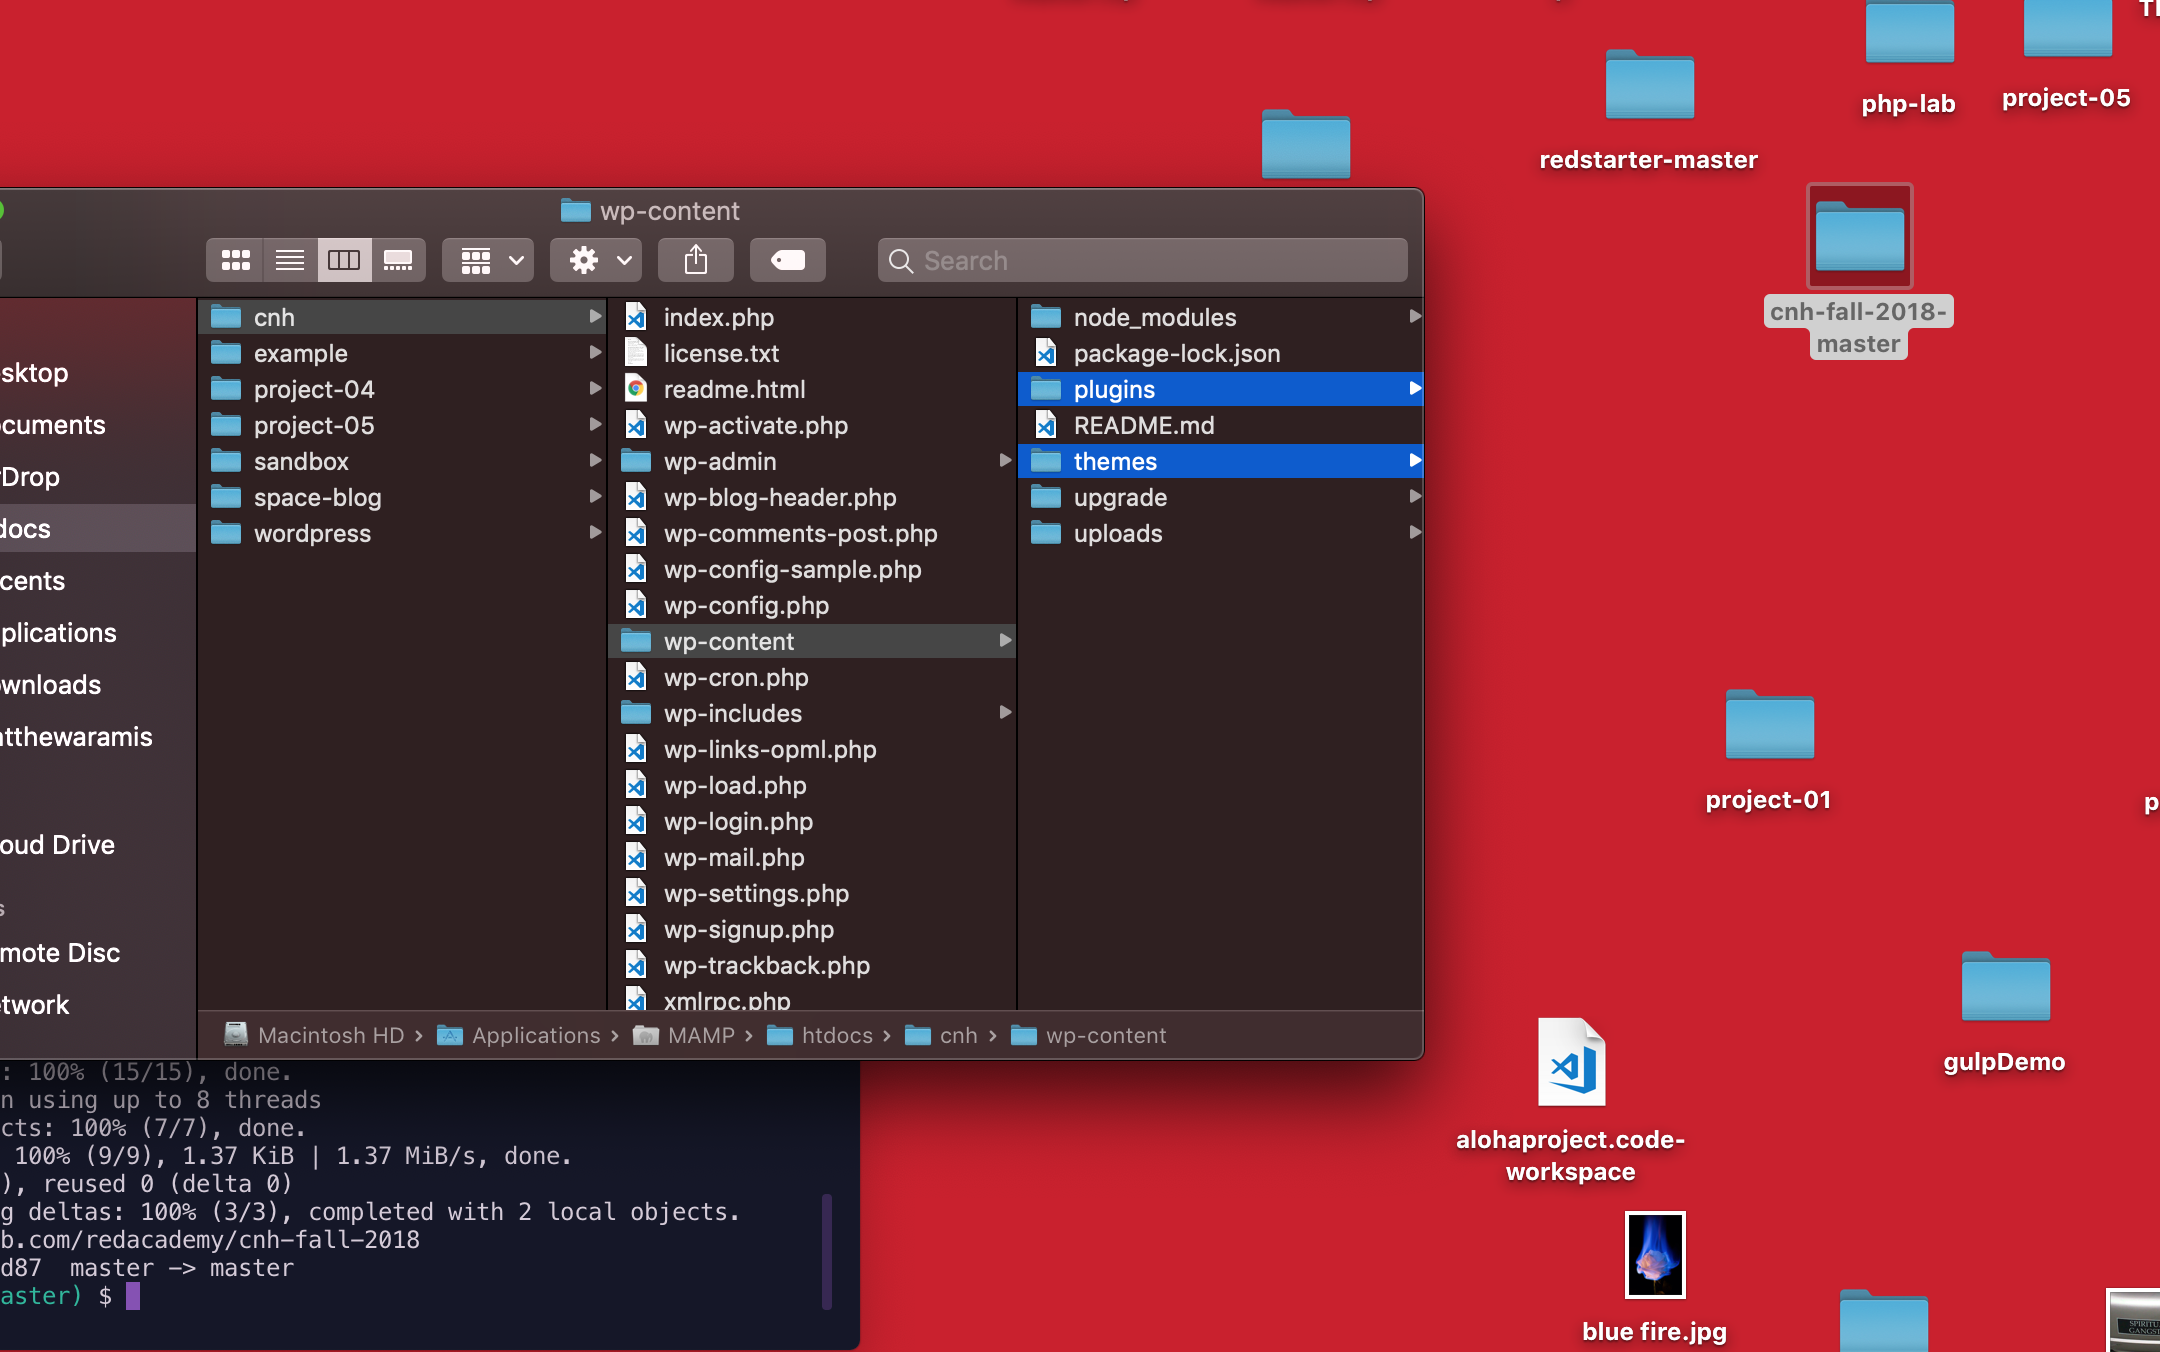 php-lab
project-05
redstarter-master
cnh-fall-2018-
master
wp-content
Search
sktop
cuments
Drop
docs
cents
plications
wnloads
tthewaramis
oud Drive
s
mote Disc
twork
cnh
example
project-04
project-05
sandbox
space-blog
wordpress
index.php
license.txt
readme.html
wp-activate.php
wp-admin
wp-blog-header.php
wp-comments-post.php
wp-config-sample.php
wp-config.php
wp-content
wp-cron.php
wp-includes
wp-links-opml.php
wp-load.php
wp-login.php
wp-mail.php
wp-settings.php
wp-signup.php
wp-trackback.php
xmlrpc.php
node_modules
package-lock.json
plugins
README.md
themes
upgrade
uploads
Macintosh HD › Applications › MAMP › htdocs › cnh › wp-content
: 100% (15/15), done.
n using up to 8 threads
cts: 100% (7/7), done.
100% (9/9), 1.37 KiB | 1.37 MiB/s, done.
), reused 0 (delta 0)
g deltas: 100% (3/3), completed with 2 local objects.
b.com/redacademy/cnh-fall-2018
d87  master -> master
aster) $
project-01
p
gulpDemo
alohaproject.code-
workspace
blue fire.jpg